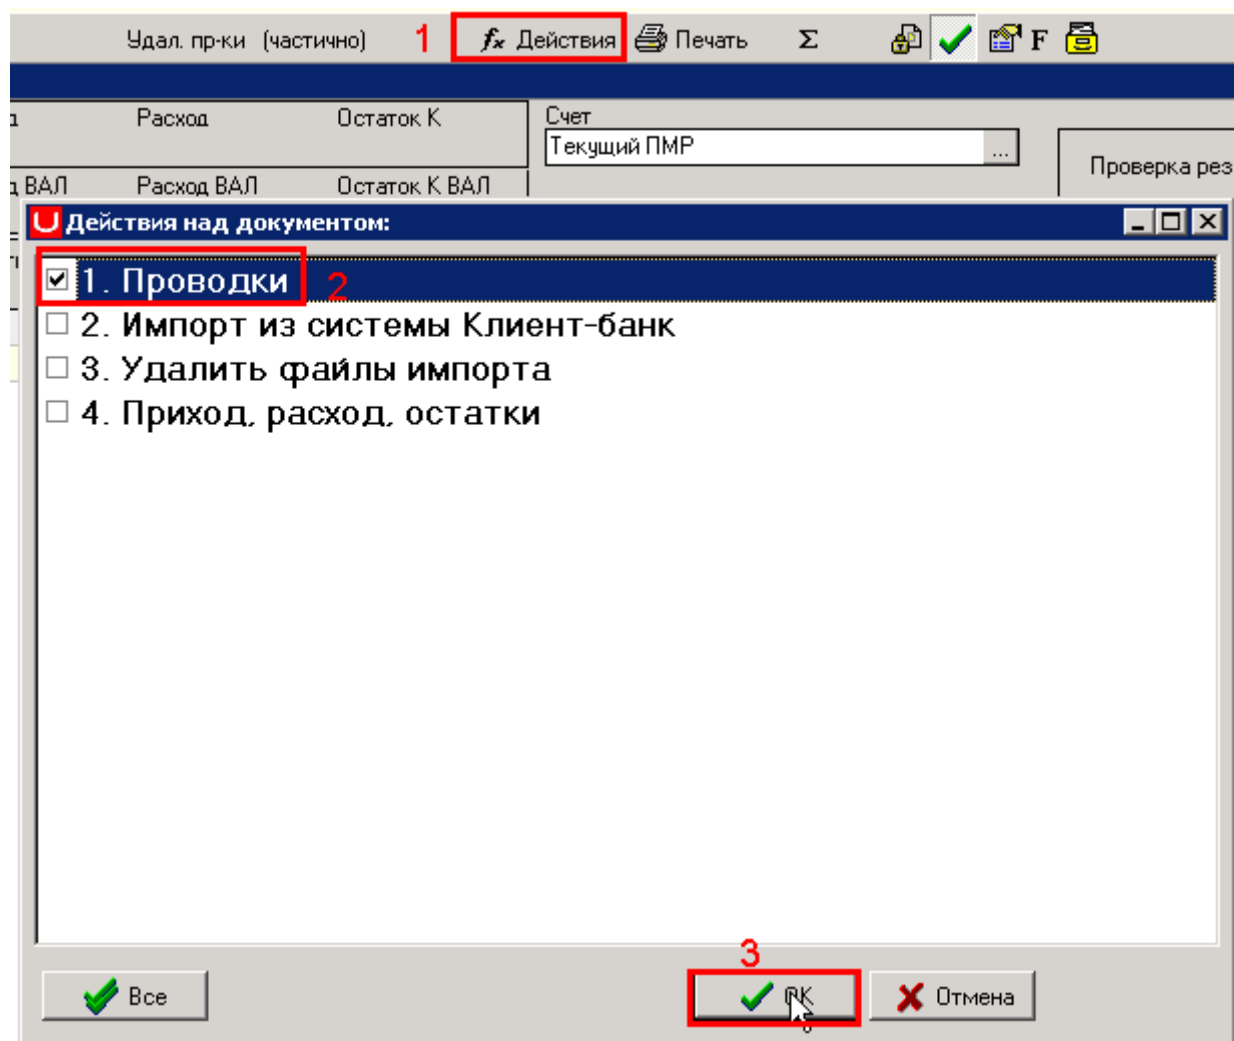 Удал. пр-ки (частично) 1 fx Действия Печать Σ F
Расход Остаток К Счет
Текущий ПМР ...
Проверка рез
д ВАЛ Расход ВАЛ Остаток К ВАЛ
Действия над документом:
1. Проводки 2
2. Импорт из системы Клиент-банк
3. Удалить файлы импорта
4. Приход, расход, остатки
3
Все OK Отмена